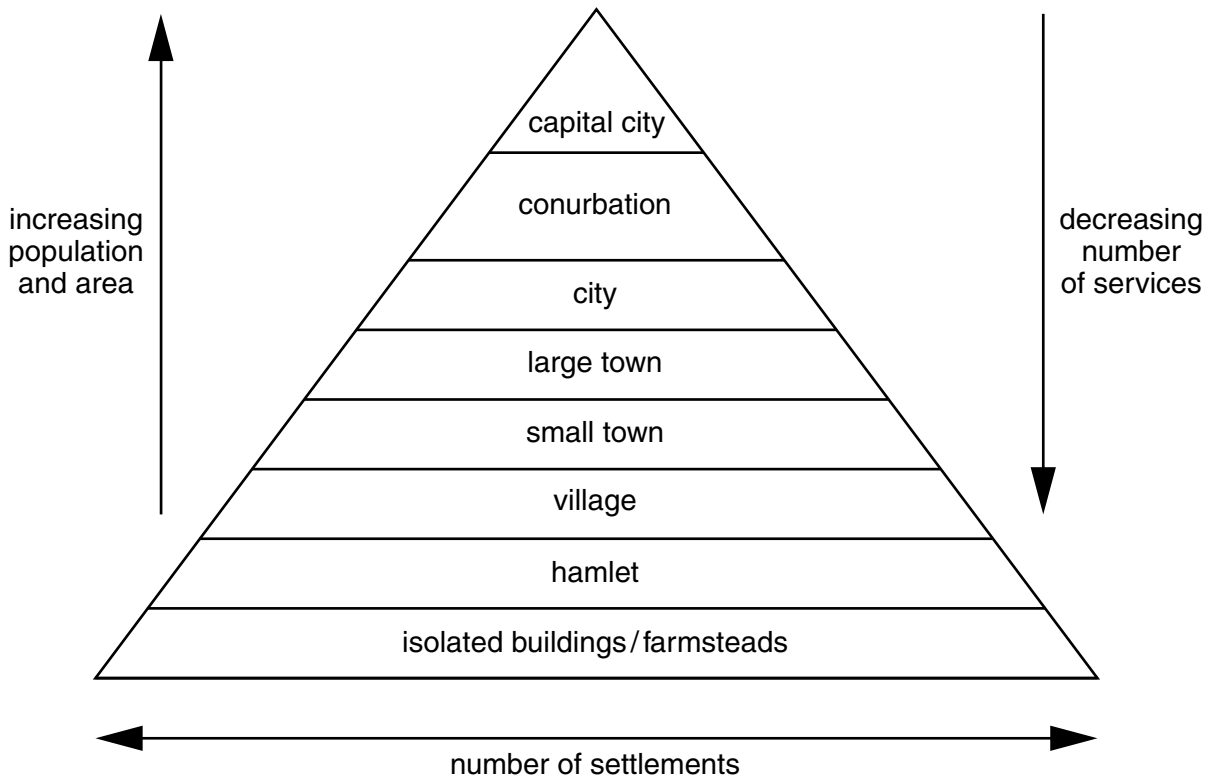 capital city
conurbation
increasing
population
and area
decreasing
number
of services
city
large town
small town
village
hamlet
isolated buildings/farmsteads
number of settlements